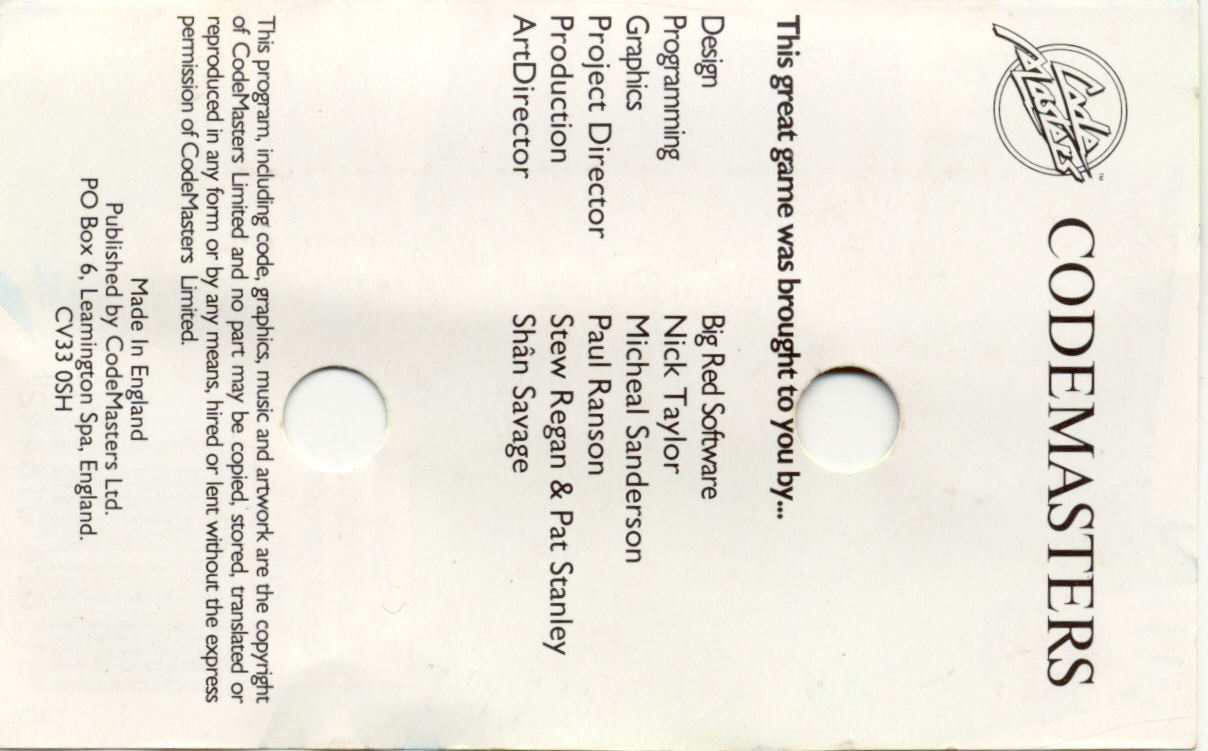 Code Masters™
CODEMASTERS
This great game was brought to you by...
Design Big Red Software
Programming Nick Taylor
Graphics Micheal Sanderson
Project Director Paul Ranson
Production Stew Regan & Pat Stanley
ArtDirector Shân Savage
This program, including code, graphics, music and artwork are the copyright
of CodeMasters Limited and no part may be copied, stored, translated or
reproduced in any form or by any means, hired or lent without the express
permission of CodeMasters Limited.
Made In England
Published by CodeMasters Ltd.
PO Box 6, Leamington Spa, England.
CV33 0SH